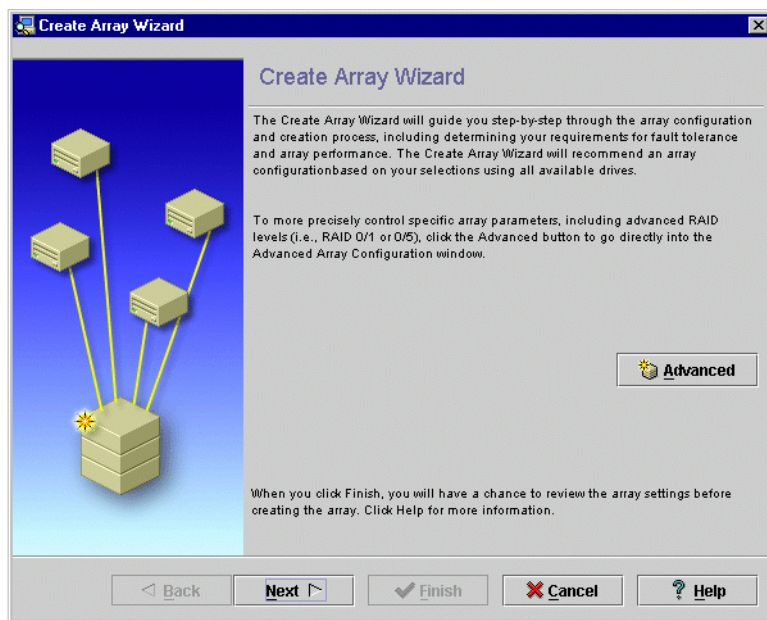 Create Array Wizard
Create Array Wizard
The Create Array Wizard will guide you step-by-step through the array configuration
and creation process, including determining your requirements for fault tolerance
and array performance. The Create Array Wizard will recommend an array
configurationbased on your selections using all available drives.
To more precisely control specific array parameters, including advanced RAID
levels (i.e., RAID 0/1 or 0/5), click the Advanced button to go directly into the
Advanced Array Configuration window.
Advanced
When you click Finish, you will have a chance to review the array settings before
creating the array. Click Help for more information.
Back Next Finish Cancel Help